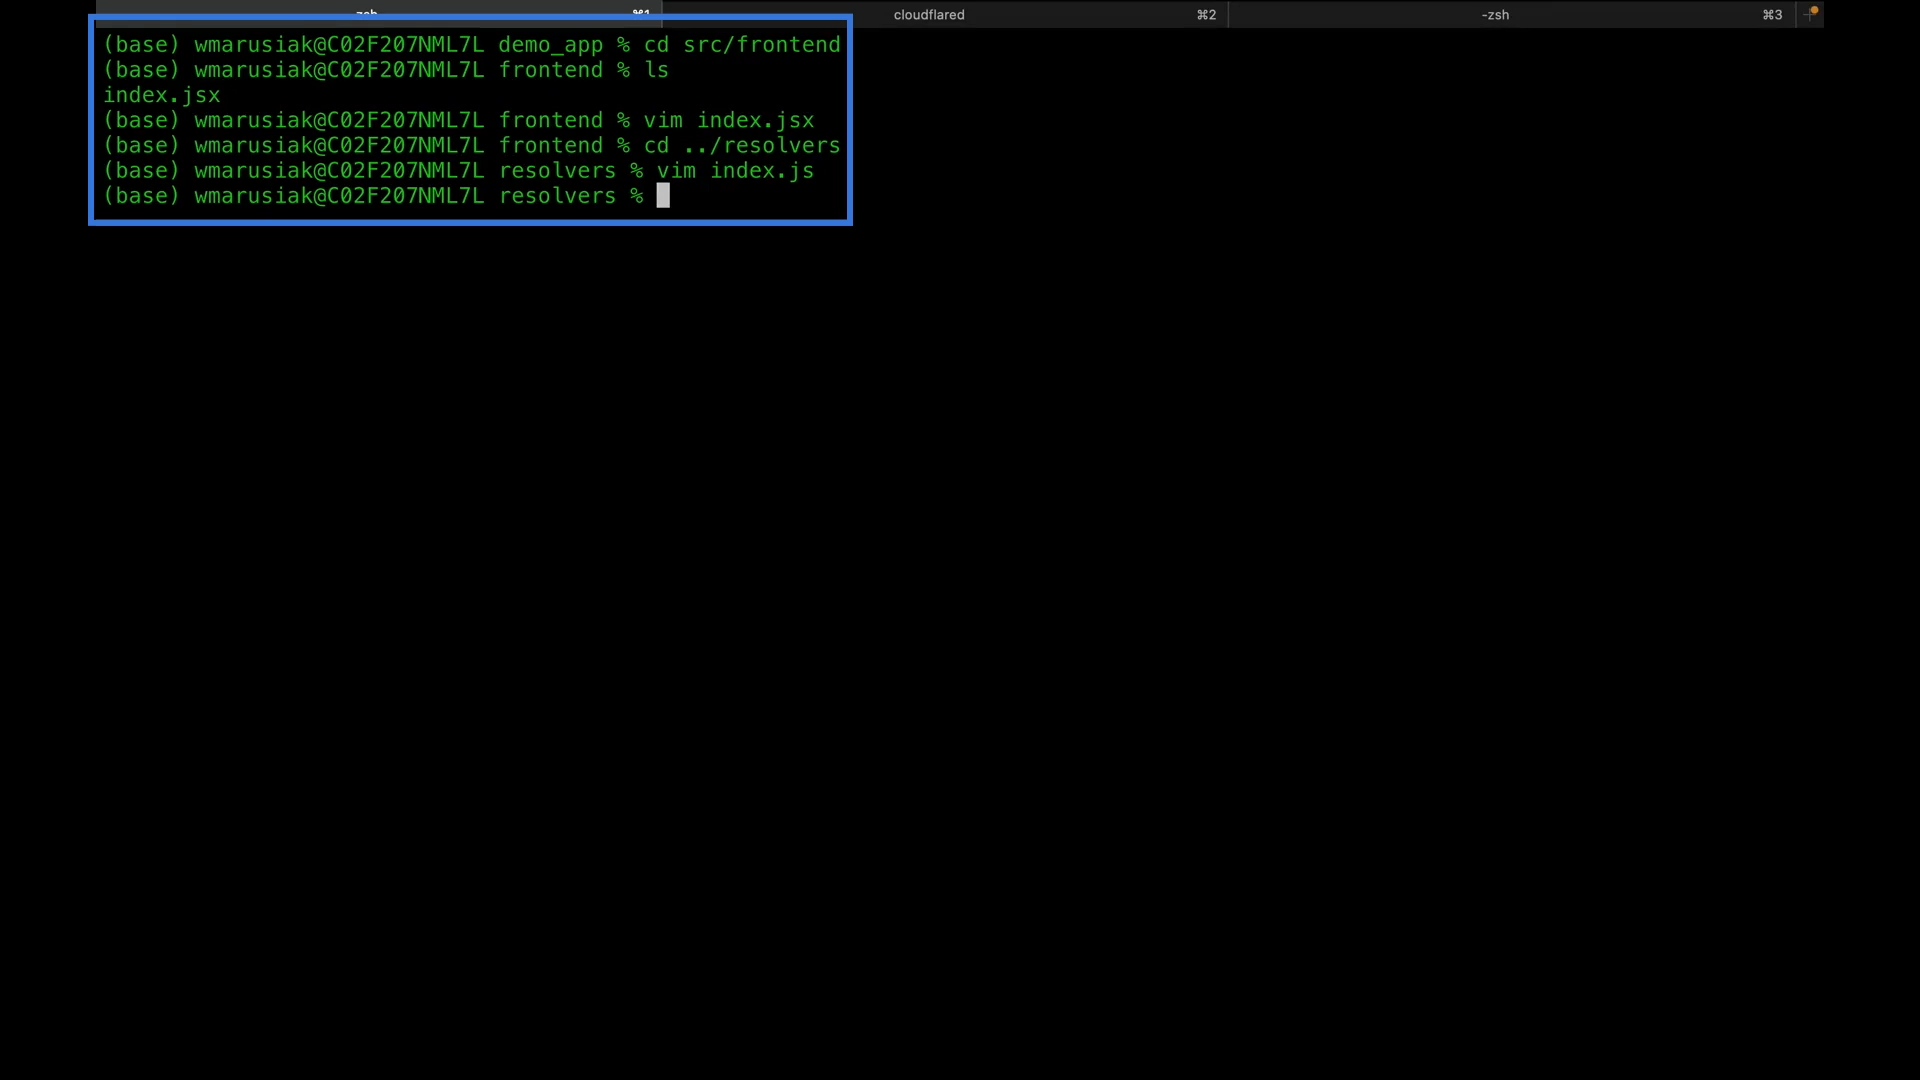 -zsh ⌘1 cloudflared ⌘2 -zsh ⌘3
(base) wmarusiak@C02F207NML7L demo_app % cd src/frontend
(base) wmarusiak@C02F207NML7L frontend % ls
index.jsx
(base) wmarusiak@C02F207NML7L frontend % vim index.jsx
(base) wmarusiak@C02F207NML7L frontend % cd ../resolvers
(base) wmarusiak@C02F207NML7L resolvers % vim index.js
(base) wmarusiak@C02F207NML7L resolvers %